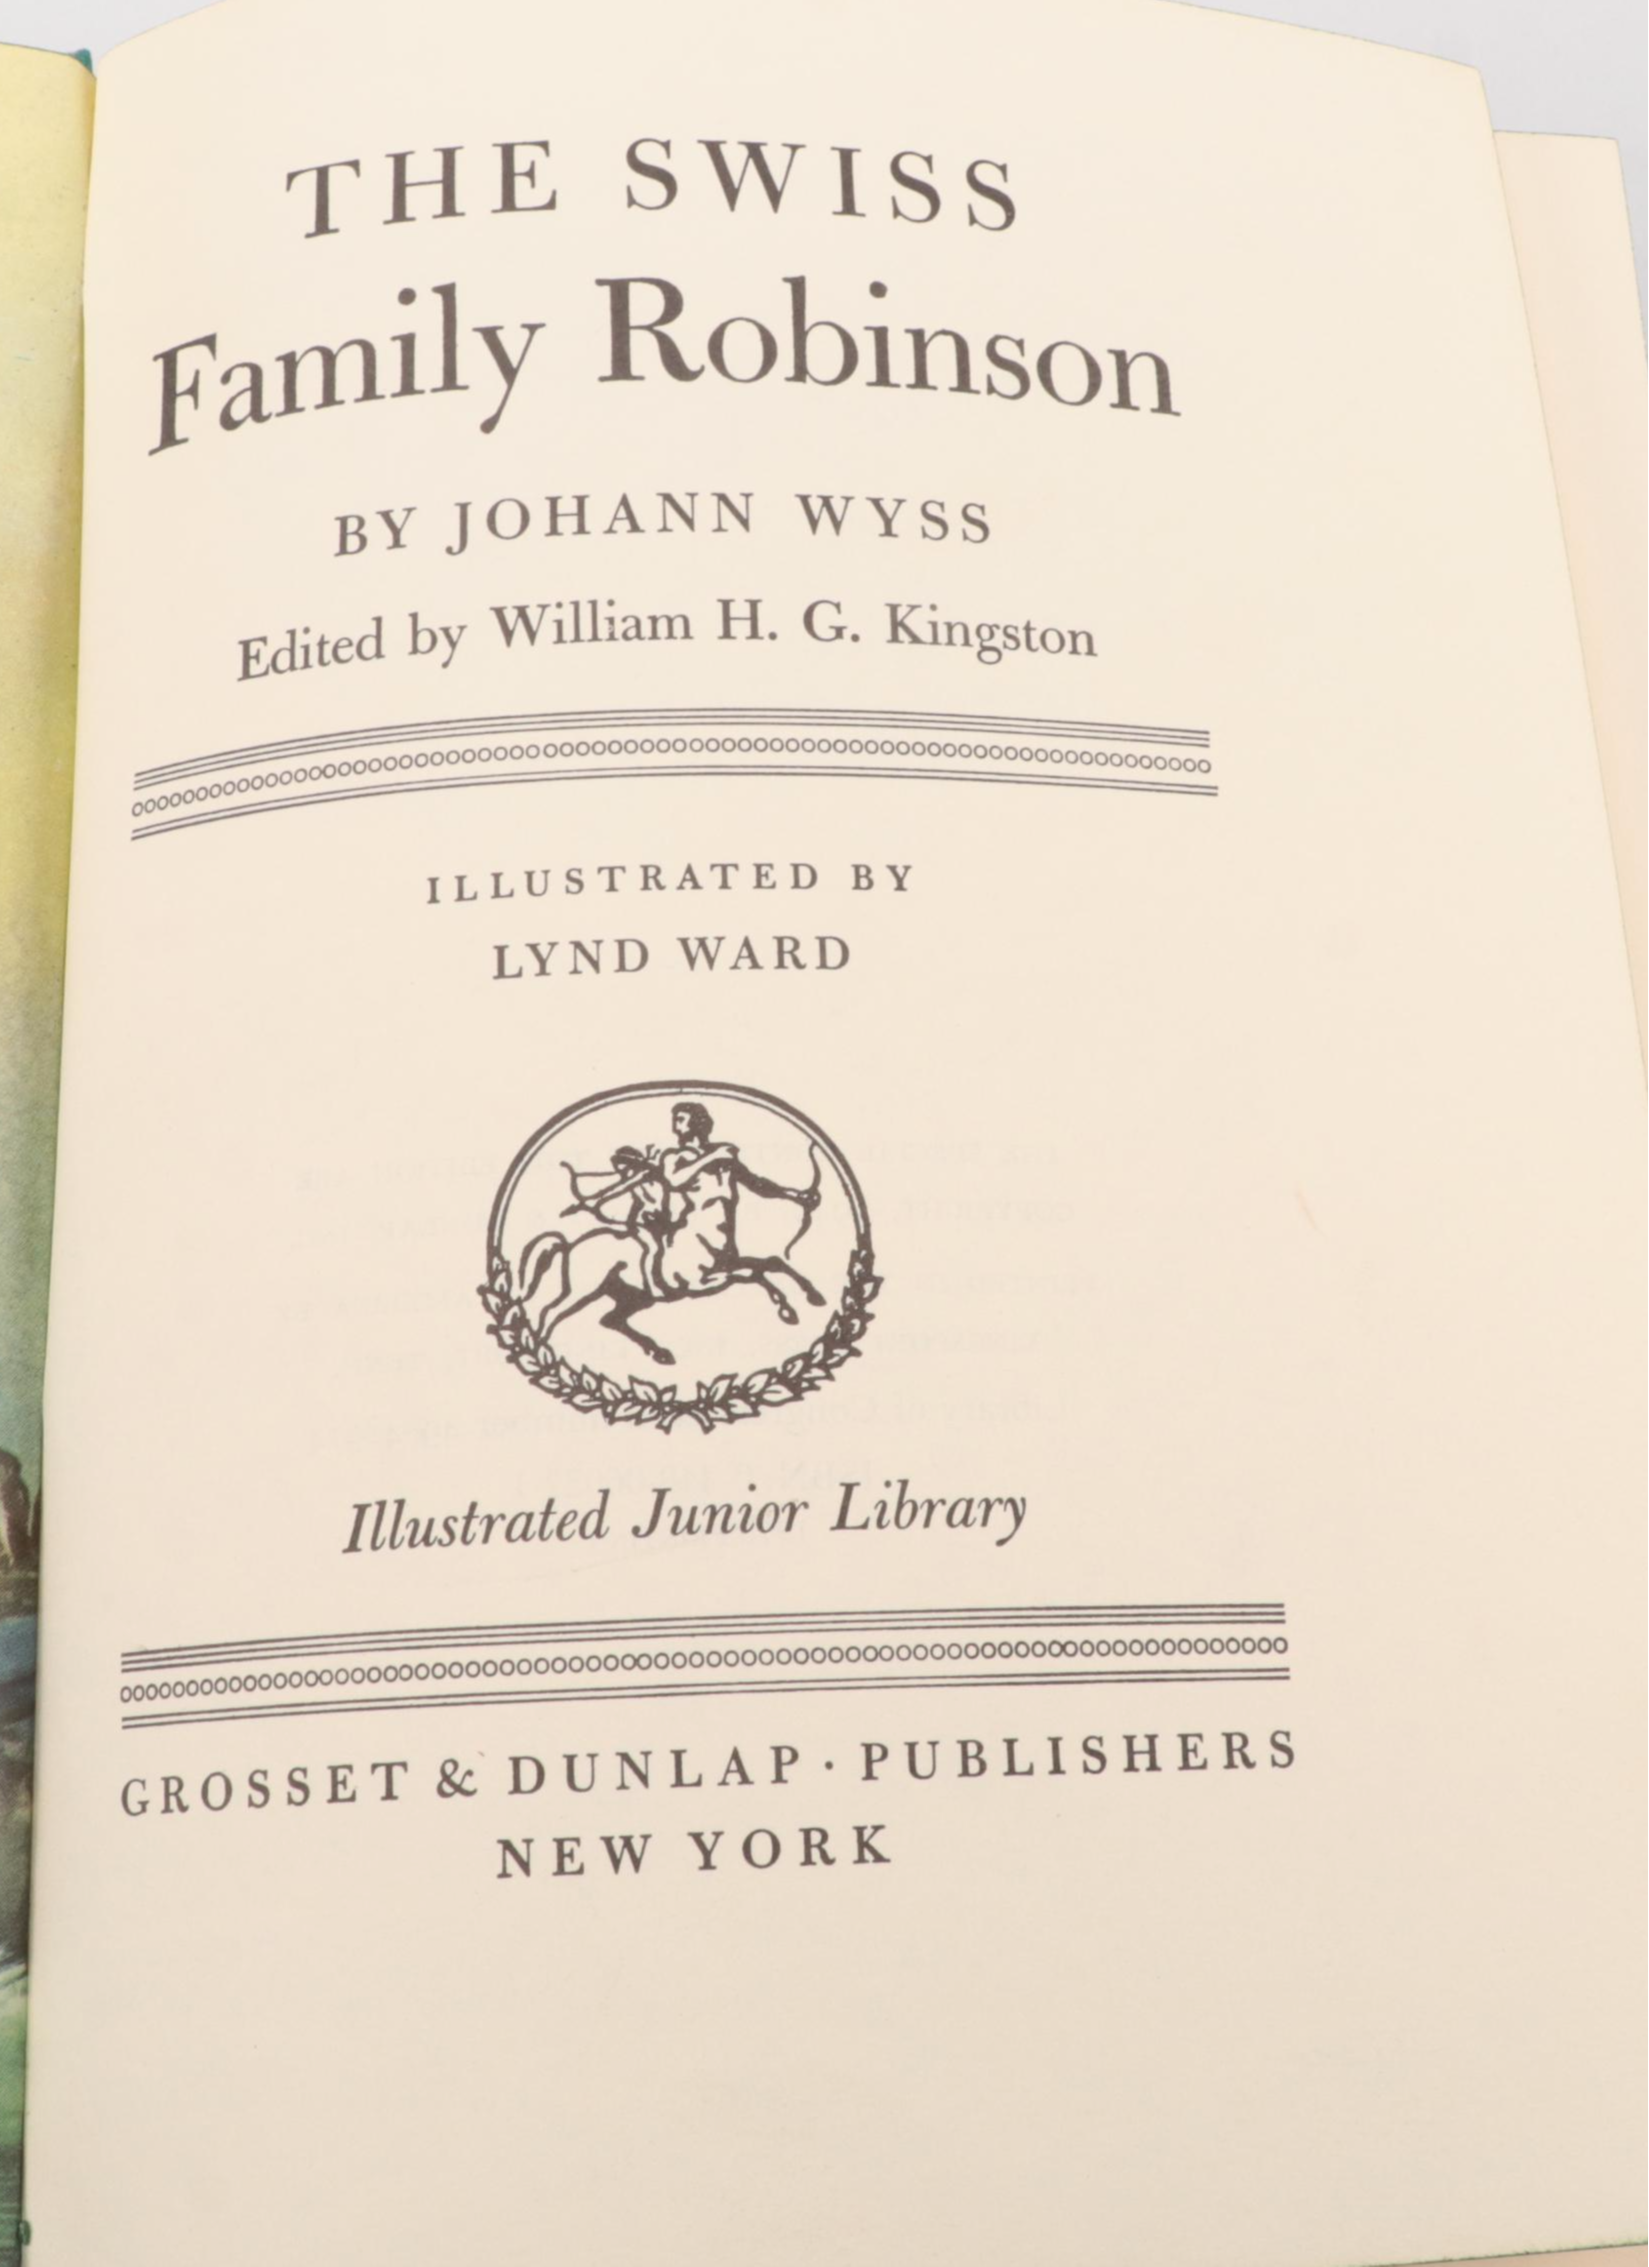 THE SWISS
Family Robinson
BY JOHANN WYSS
Edited by William H. G. Kingston
ILLUSTRATED BY
LYND WARD
Illustrated Junior Library
GROSSET & DUNLAP · PUBLISHERS
NEW YORK